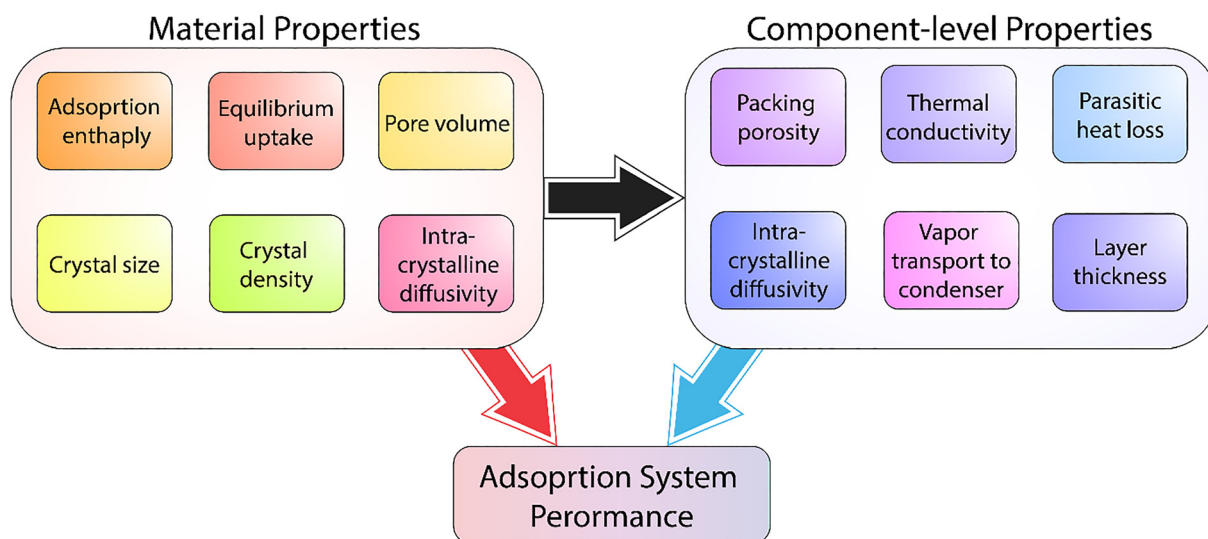 Material Properties
Adsoprtion
enthaply
Equilibrium
uptake
Pore volume
Crystal size
Crystal
density
Intra-
crystalline
diffusivity
Component-level Properties
Packing
porosity
Thermal
conductivity
Parasitic
heat loss
Intra-
crystalline
diffusivity
Vapor
transport to
condenser
Layer
thickness
Adsoprtion System
Perormance